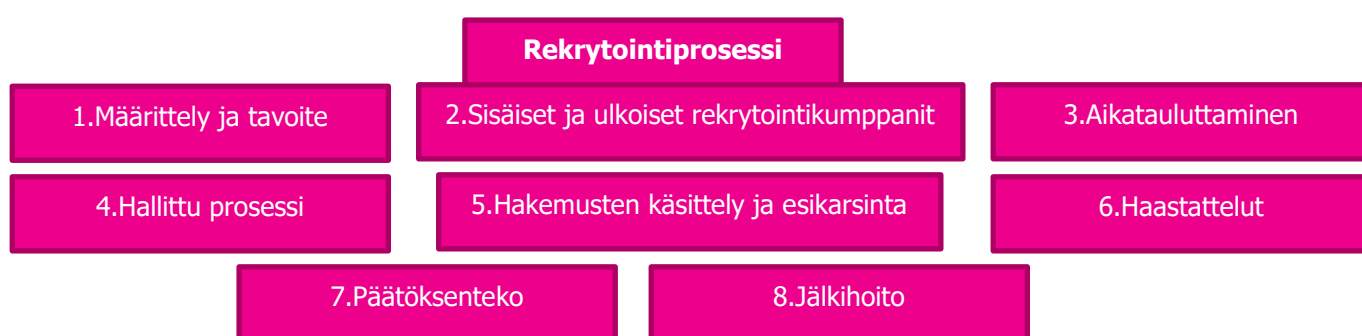 Rekrytointiprosessi
1.Määrittely ja tavoite
2.Sisäiset ja ulkoiset rekrytointikumppanit
3.Aikatauluttaminen
4.Hallittu prosessi
5.Hakemusten käsittely ja esikarsinta
6.Haastattelut
7.Päätöksenteko
8.Jälkihoito